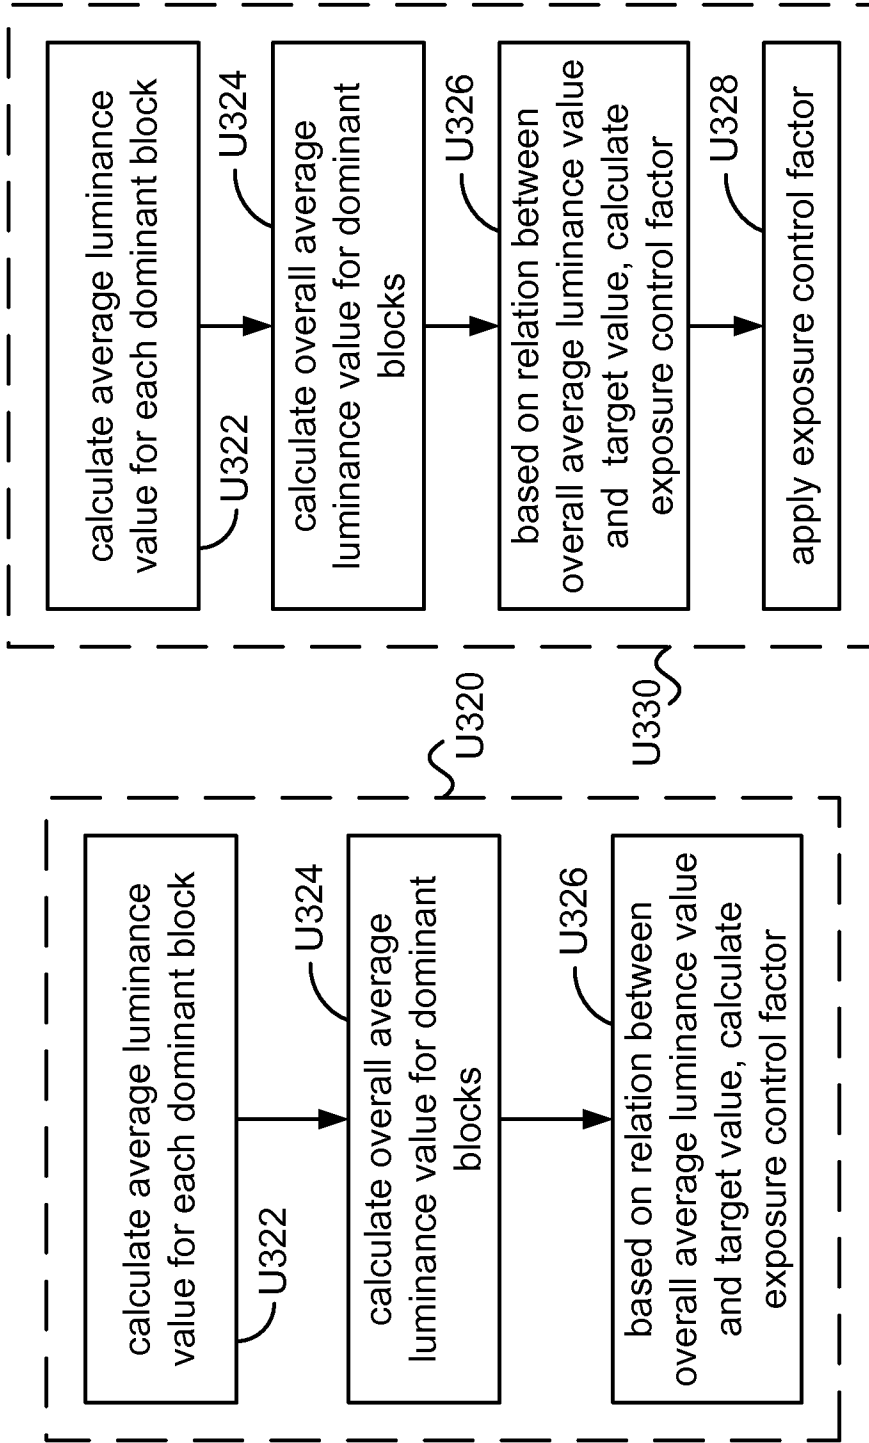 calculate average luminance
value for each dominant block
U322
calculate overall average
luminance value for dominant
blocks
U324
based on relation between
overall average luminance value
and target value, calculate
exposure control factor
U326
U320
calculate average luminance
value for each dominant block
U322
calculate overall average
luminance value for dominant
blocks
U324
based on relation between
overall average luminance value
and target value, calculate
exposure control factor
U326
apply exposure control factor
U328
U330